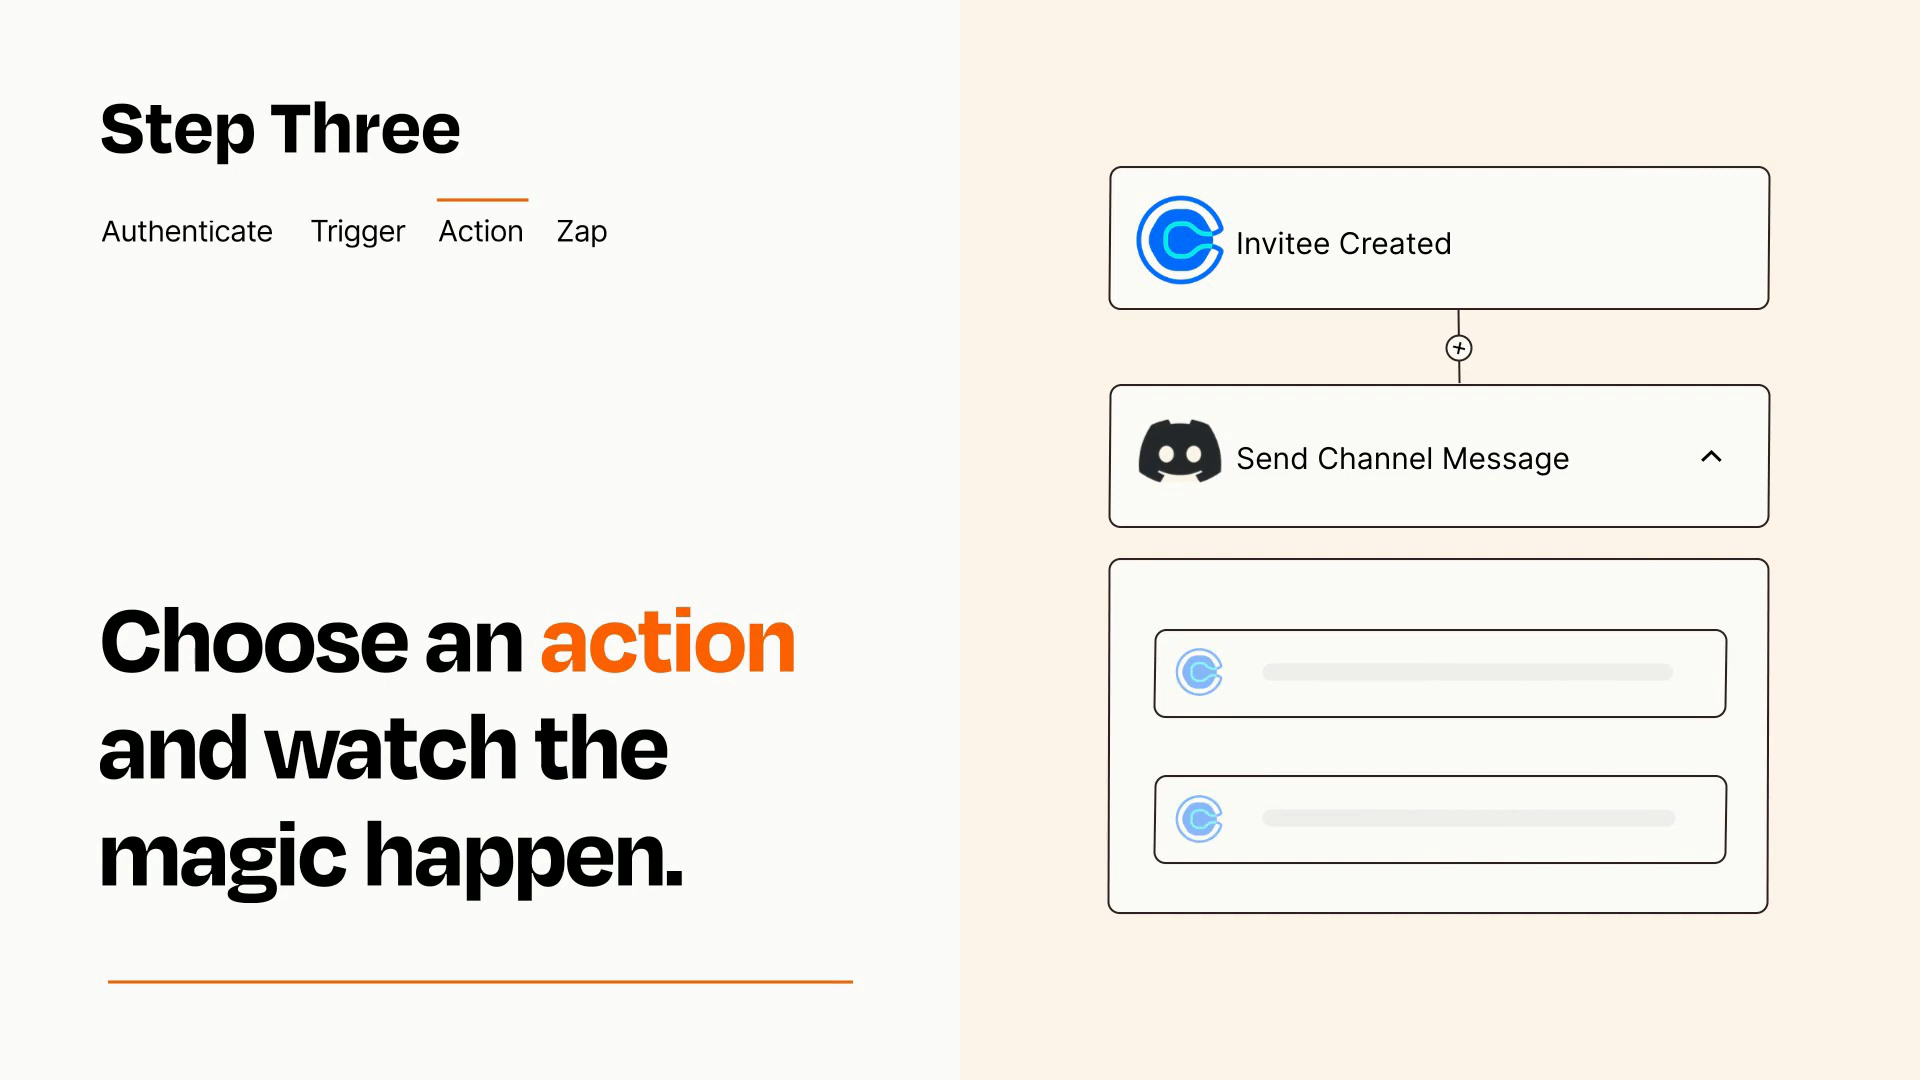 Step Three
Authenticate Trigger Action Zap
Choose an action
and watch the
magic happen.
Invitee Created
Send Channel Message